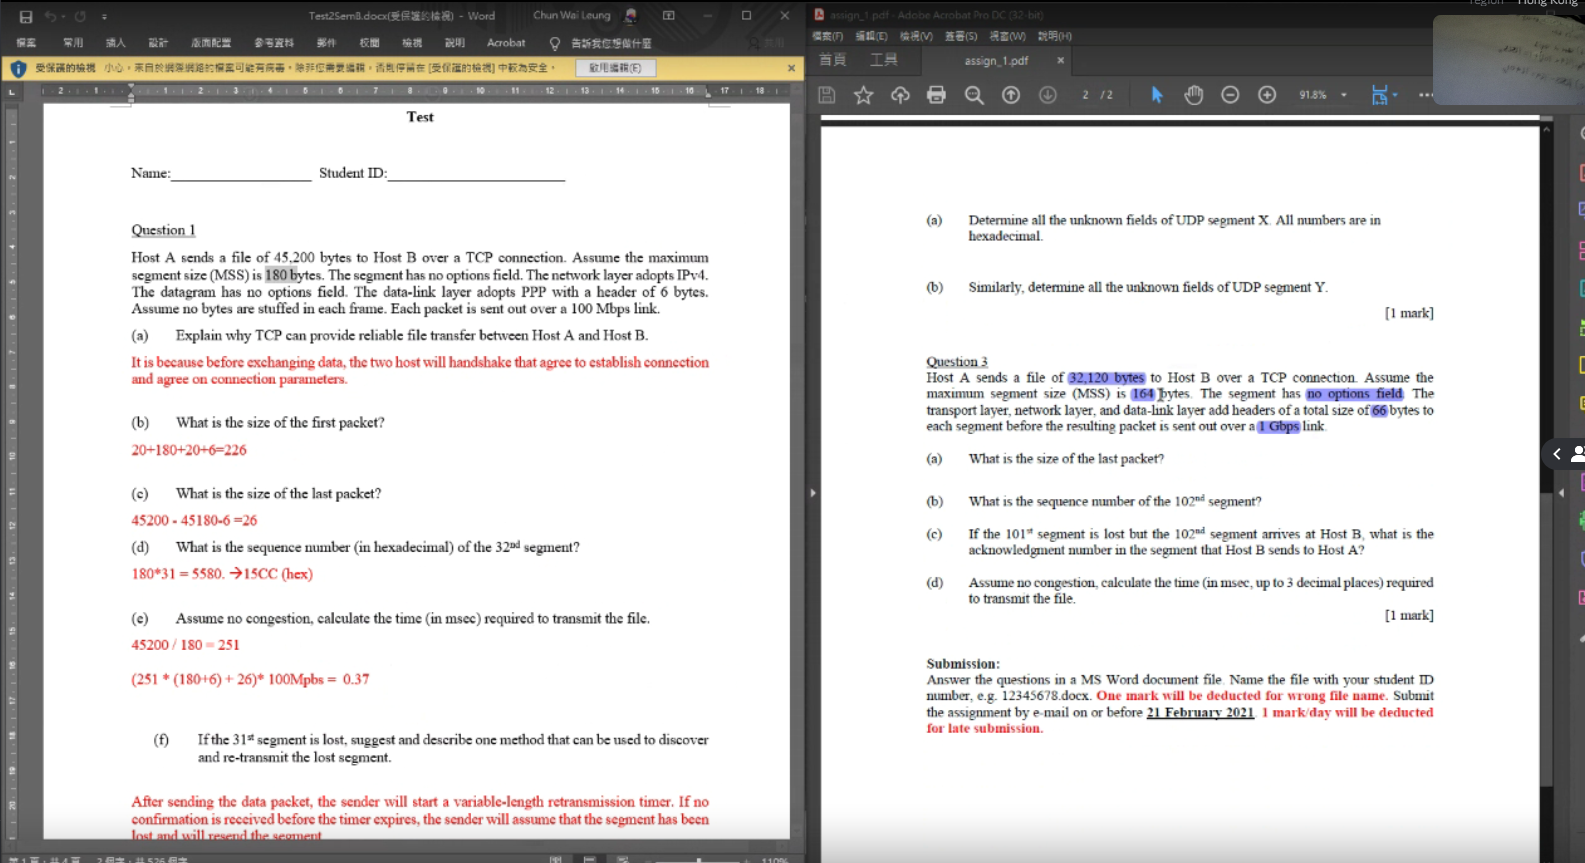 Test2SemB.docx(受保護的檢視) - Word
Chun Wai Leung
檔案 常用 插入 設計 版面配置 參考資料 郵件 校閱 檢視 說明 Acrobat 告訴我您想做什麼
受保護的檢視 小心，來自於網際網路的檔案可能有病毒。除非您需要編輯，否則停留在 [受保護的檢視] 中較為安全。 啟用編輯(E)
Test
Name: Student ID:
Question 1
Host A sends a file of 45,200 bytes to Host B over a TCP connection. Assume the maximum
segment size (MSS) is 180 bytes. The segment has no options field. The network layer adopts IPv4.
The datagram has no options field. The data-link layer adopts PPP with a header of 6 bytes.
Assume no bytes are stuffed in each frame. Each packet is sent out over a 100 Mbps link.
(a) Explain why TCP can provide reliable file transfer between Host A and Host B.
It is because before exchanging data, the two host will handshake that agree to establish connection
and agree on connection parameters.
(b) What is the size of the first packet?
20+180+20+6=226
(c) What is the size of the last packet?
45200 - 45180-6 =26
(d) What is the sequence number (in hexadecimal) of the 32nd segment?
180*31 = 5580. →15CC (hex)
(e) Assume no congestion, calculate the time (in msec) required to transmit the file.
45200 / 180 = 251
(251 * (180+6) + 26)* 100Mpbs = 0.37
(f) If the 31st segment is lost, suggest and describe one method that can be used to discover
and re-transmit the lost segment.
After sending the data packet, the sender will start a variable-length retransmission timer. If no
confirmation is received before the timer expires, the sender will assume that the segment has been
lost and will resend the segment
110%
assign_1.pdf - Adobe Acrobat Pro DC (32-bit)
檔案(F) 編輯(E) 檢視(V) 簽署(S) 視窗(W) 說明(H)
首頁 工具 assign_1.pdf
2 / 2 91.8%
(a) Determine all the unknown fields of UDP segment X. All numbers are in
hexadecimal.
(b) Similarly, determine all the unknown fields of UDP segment Y.
[1 mark]
Question 3
Host A sends a file of 32,120 bytes to Host B over a TCP connection. Assume the
maximum segment size (MSS) is 164 bytes. The segment has no options field. The
transport layer, network layer, and data-link layer add headers of a total size of 66 bytes to
each segment before the resulting packet is sent out over a 1 Gbps link.
(a) What is the size of the last packet?
(b) What is the sequence number of the 102nd segment?
(c) If the 101st segment is lost but the 102nd segment arrives at Host B, what is the
acknowledgment number in the segment that Host B sends to Host A?
(d) Assume no congestion, calculate the time (in msec, up to 3 decimal places) required
to transmit the file.
[1 mark]
Submission:
Answer the questions in a MS Word document file. Name the file with your student ID
number, e.g. 12345678.docx. One mark will be deducted for wrong file name. Submit
the assignment by e-mail on or before 21 February 2021. 1 mark/day will be deducted
for late submission.